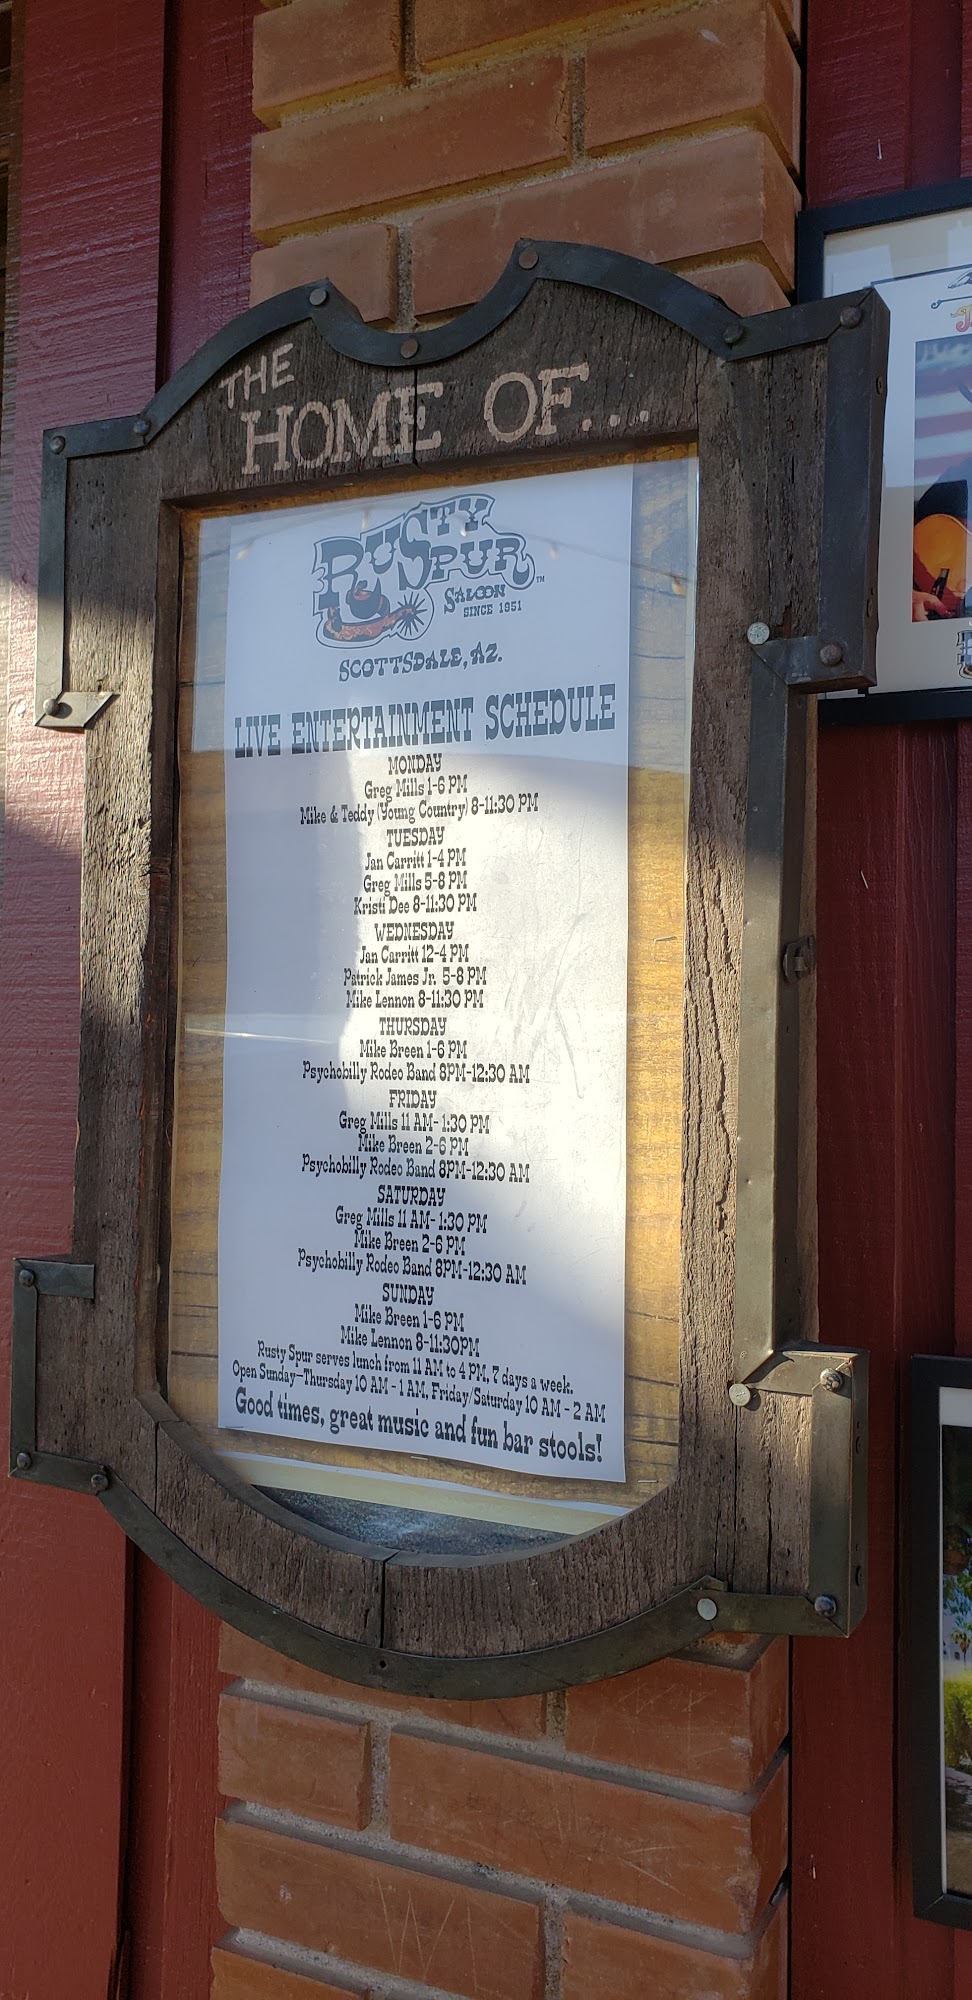 THE
HOME OF...
RUSTY
SPUR
SALOON
SINCE 1951
SCOTTSDALE, AZ.
LIVE ENTERTAINMENT SCHEDULE
MONDAY
Greg Mills 1-6 PM
Mike & Teddy (Young Country) 8-11:30 PM
TUESDAY
Jan Carritt 1-4 PM
Greg Mills 5-8 PM
Kristi Dee 8-11:30 PM
WEDNESDAY
Jan Carritt 12-4 PM
Patrick James Jr. 5-8 PM
Mike Lennon 8-11:30 PM
THURSDAY
Mike Breen 1-6 PM
Psychobilly Rodeo Band 8PM-12:30 AM
FRIDAY
Greg Mills 11 AM- 1:30 PM
Mike Breen 2-6 PM
Psychobilly Rodeo Band 8PM-12:30 AM
SATURDAY
Greg Mills 11 AM- 1:30 PM
Mike Breen 2-6 PM
Psychobilly Rodeo Band 8PM-12:30 AM
SUNDAY
Mike Breen 1-6 PM
Mike Lennon 8-11:30PM
Rusty Spur serves lunch from 11 AM to 4 PM, 7 days a week.
Open Sunday-Thursday 10 AM - 1 AM, Friday/Saturday 10 AM - 2 AM
Good times, great music and fun bar stools!